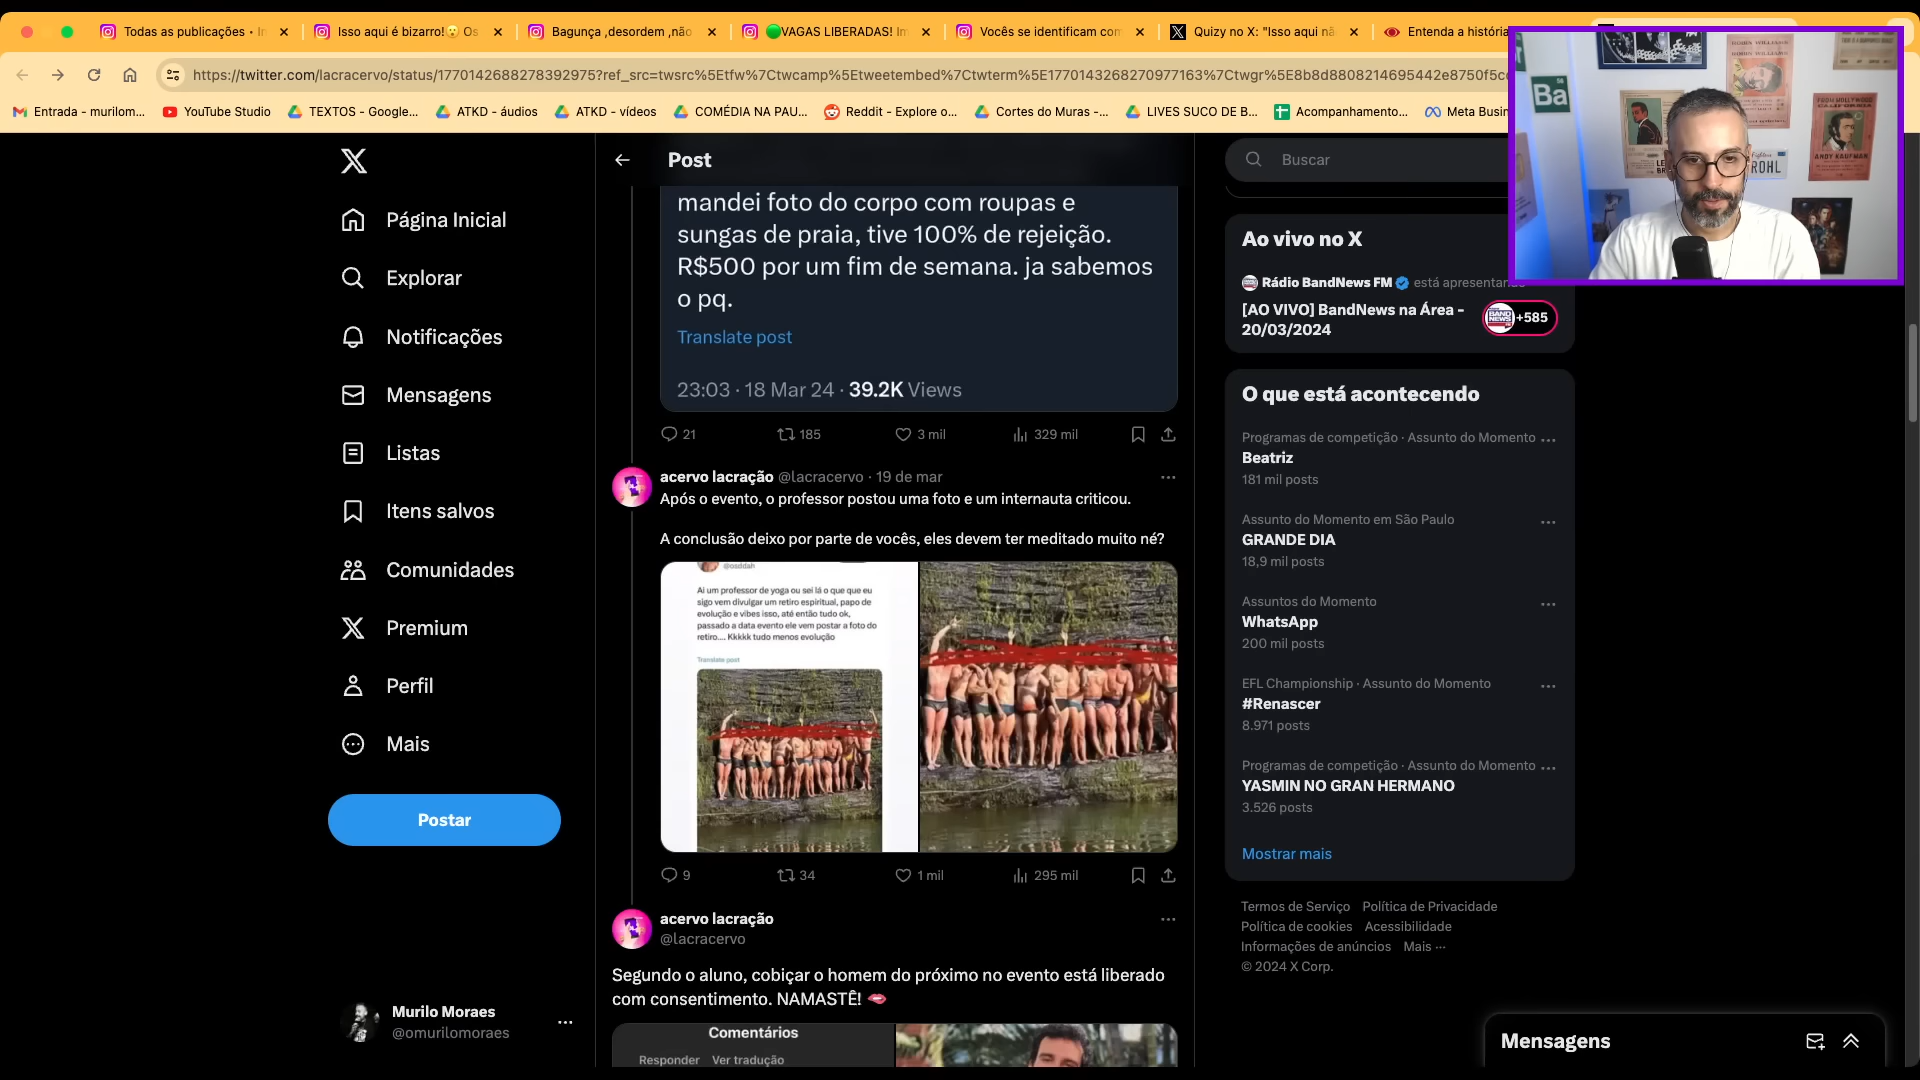 Todas as publicações • In
Isso aqui é bizarro!😯 Os
Bagunça ,desordem ,não
🟢VAGAS LIBERADAS! Im
Vocês se identificam com
Quizy no X: "Isso aqui nã
Entenda a história
https://twitter.com/lacracervo/status/1770142688278392975?ref_src=twsrc%5Etfw%7Ctwcamp%5Etweetembed%7Ctwterm%5E1770143268270977163%7Ctwgr%5E8b8d8808214695442e8750f5c
Entrada - murilom...
YouTube Studio
TEXTOS - Google...
ATKD - áudios
ATKD - vídeos
COMÉDIA NA PAU...
Reddit - Explore o...
Cortes do Muras -...
LIVES SUCO DE B...
Acompanhamento...
Meta Busin
56
Ba
ROBIN WILLIAMS
ANDY KAUFMAN
Página Inicial
Explorar
Notificações
Mensagens
Listas
Itens salvos
Comunidades
Premium
Perfil
Mais
Postar
Murilo Moraes
@omurilomoraes
Post
mandei foto do corpo com roupas e
sungas de praia, tive 100% de rejeição.
R$500 por um fim de semana. ja sabemos
o pq.
Translate post
23:03 · 18 Mar 24 · 39.2K Views
21 185 3 mil 329 mil
acervo lacração @lacracervo · 19 de mar
Após o evento, o professor postou uma foto e um internauta criticou.
A conclusão deixo por parte de vocês, eles devem ter meditado muito né?
@osddah
Ai um professor de yoga ou sei lá o que que eu
sigo vem divulgar um retiro espiritual, papo de
evolução e vibes isso, até então tudo ok,
passado a data evento ele vem postar a foto do
retiro.... Kkkkk tudo menos evolução
Translate post
9 34 1 mil 295 mil
acervo lacração
@lacracervo
Segundo o aluno, cobiçar o homem do próximo no evento está liberado
com consentimento. NAMASTÊ! 🫦
Comentários
Responder Ver tradução
Buscar
Ao vivo no X
Rádio BandNews FM está apresentando
[AO VIVO] BandNews na Área -
20/03/2024
BAND NEWS
+585
O que está acontecendo
Programas de competição · Assunto do Momento
Beatriz
181 mil posts
Assunto do Momento em São Paulo
GRANDE DIA
18,9 mil posts
Assuntos do Momento
WhatsApp
200 mil posts
EFL Championship · Assunto do Momento
#Renascer
8.971 posts
Programas de competição · Assunto do Momento
YASMIN NO GRAN HERMANO
3.526 posts
Mostrar mais
Termos de Serviço Política de Privacidade
Política de cookies Acessibilidade
Informações de anúncios Mais ···
© 2024 X Corp.
Mensagens